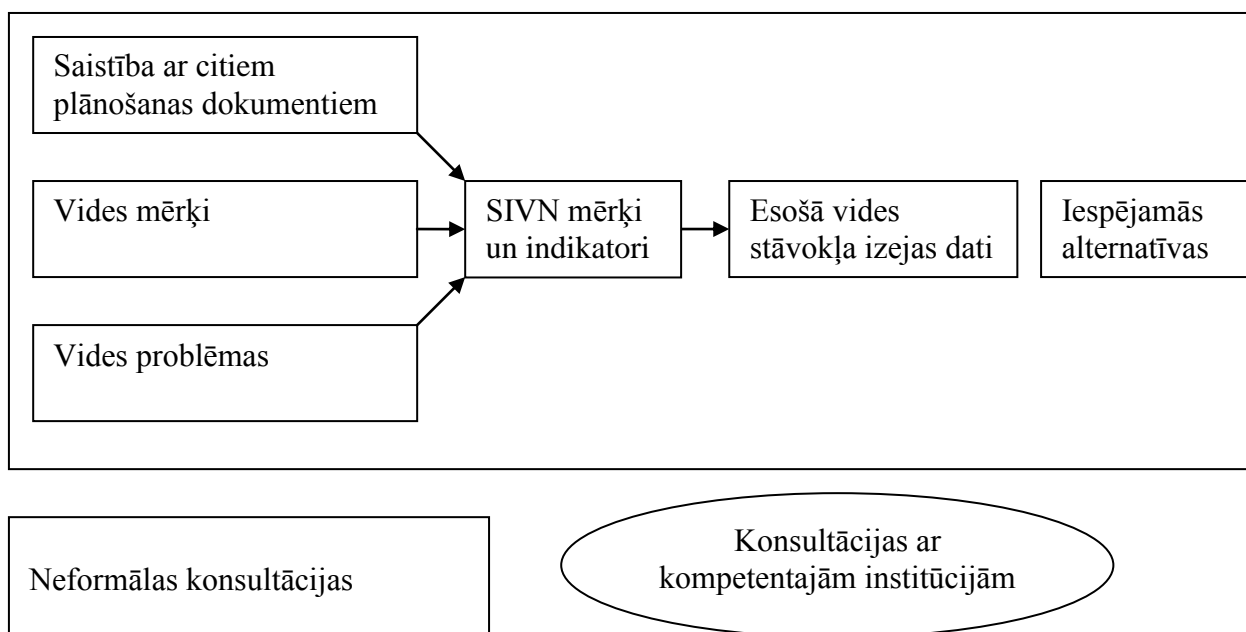 Saistība ar citiem
plānošanas dokumentiem
Vides mērķi
SIVN mērķi
un indikatori
Esošā vides
stāvokļa izejas dati
Iespējamās
alternatīvas
Vides problēmas
Neformālas konsultācijas
Konsultācijas ar
kompetentajām institūcijām